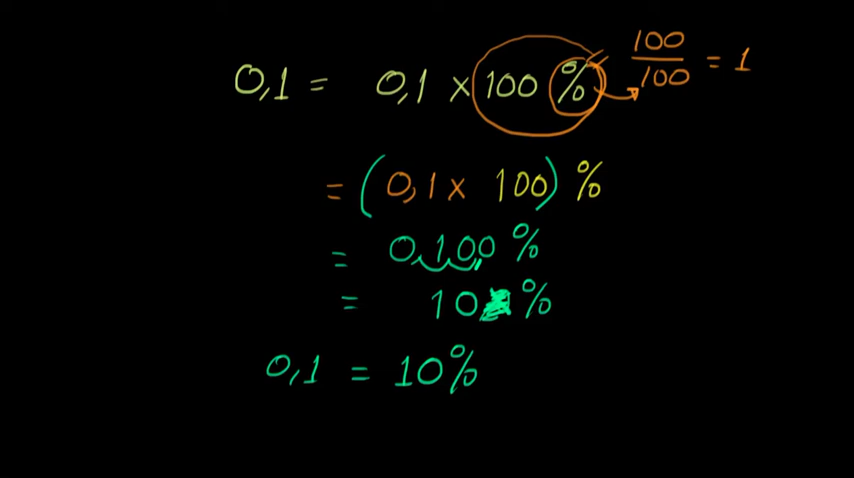 0,1 = 0,1 × 100 % 100/100 = 1
= (0,1 × 100) %
= 0,100, %
= 10 %
0,1 = 10%